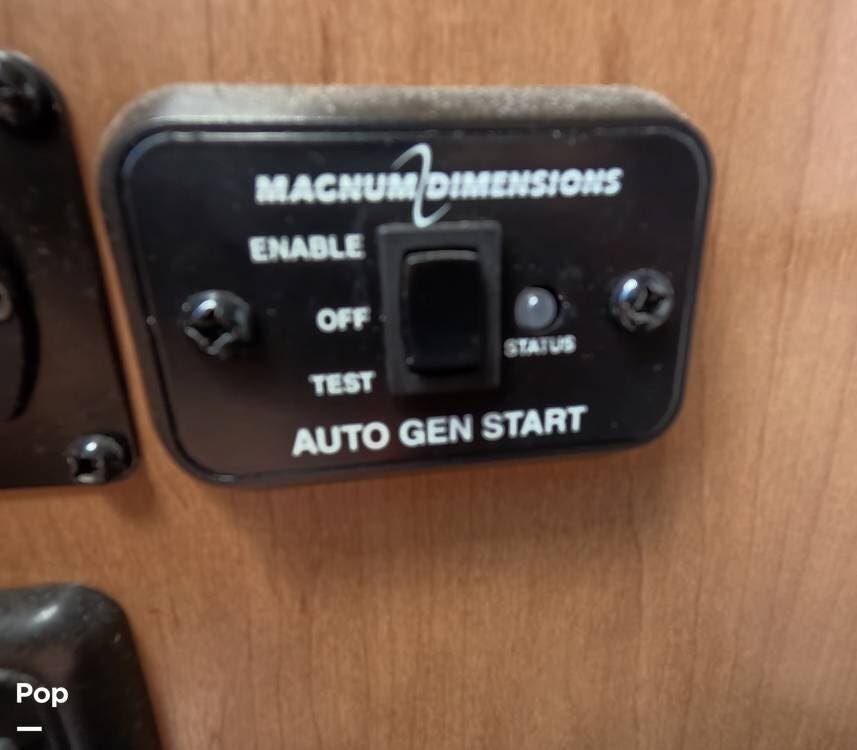 MAGNUM DIMENSIONS
ENABLE
OFF
STATUS
TEST
AUTO GEN START
Pop